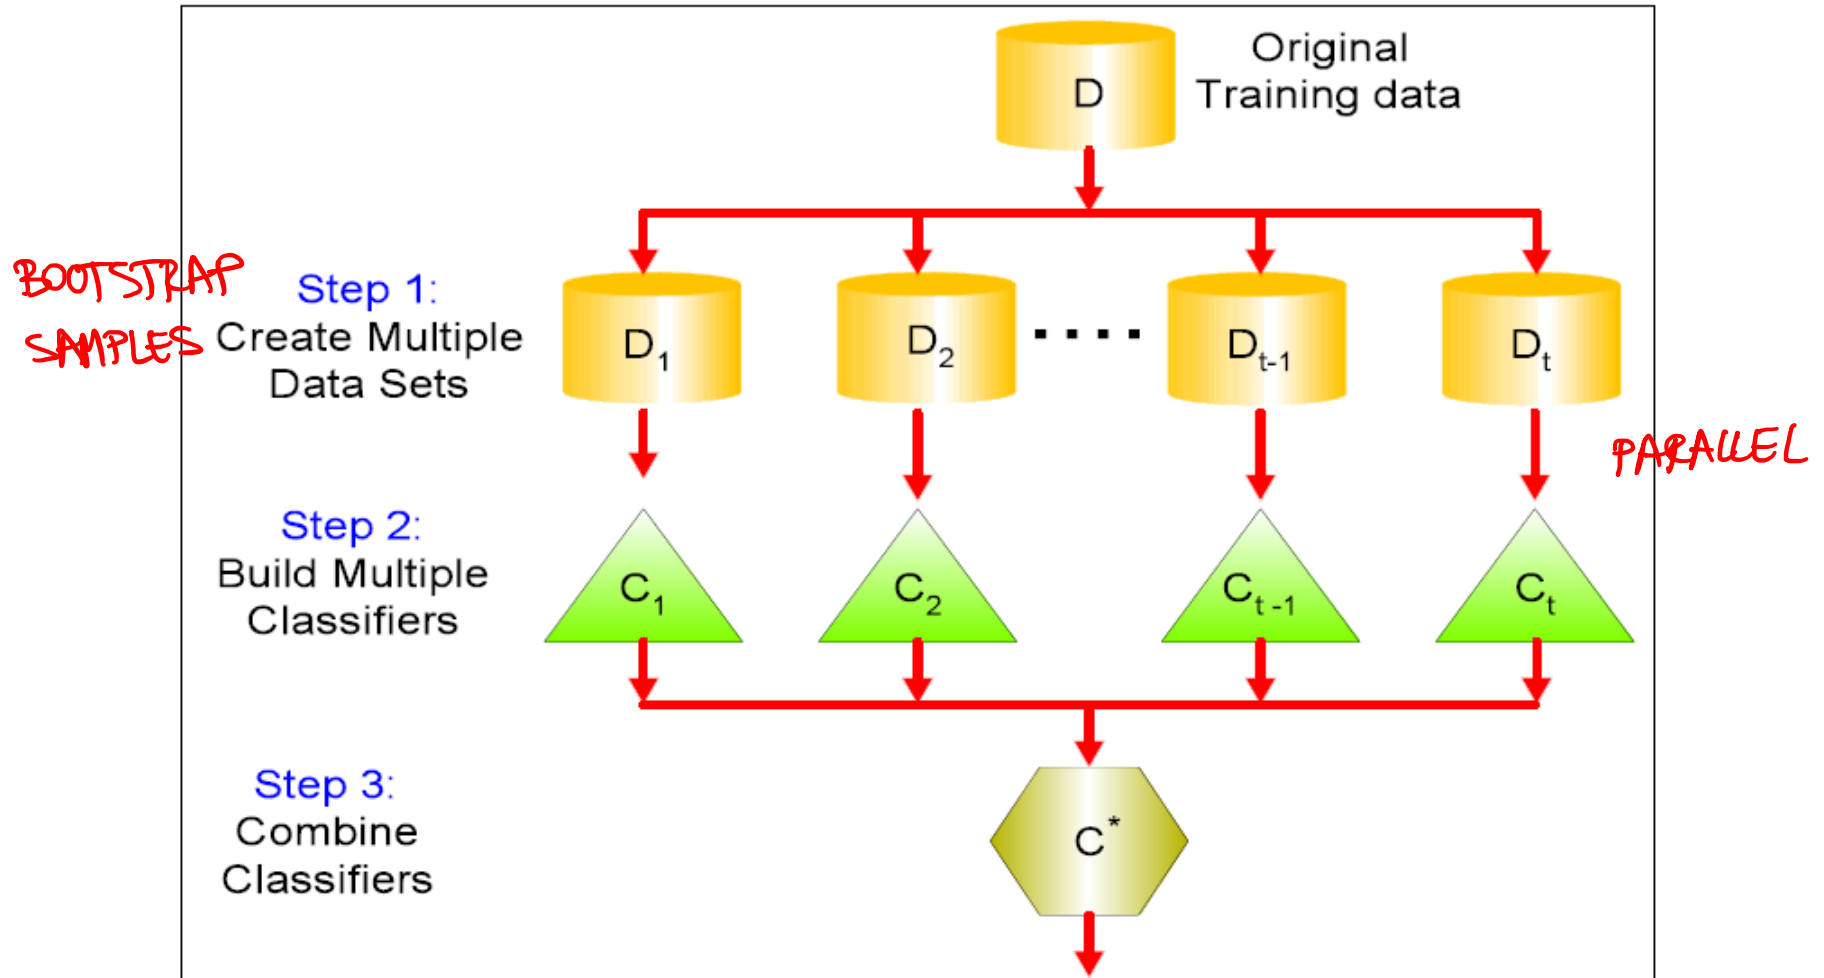 D
Original
Training data
BOOTSTRAP
SAMPLES
Step 1:
Create Multiple
Data Sets
D1
D2
....
Dt-1
Dt
PARALLEL
Step 2:
Build Multiple
Classifiers
C1
C2
Ct -1
Ct
Step 3:
Combine
Classifiers
C*